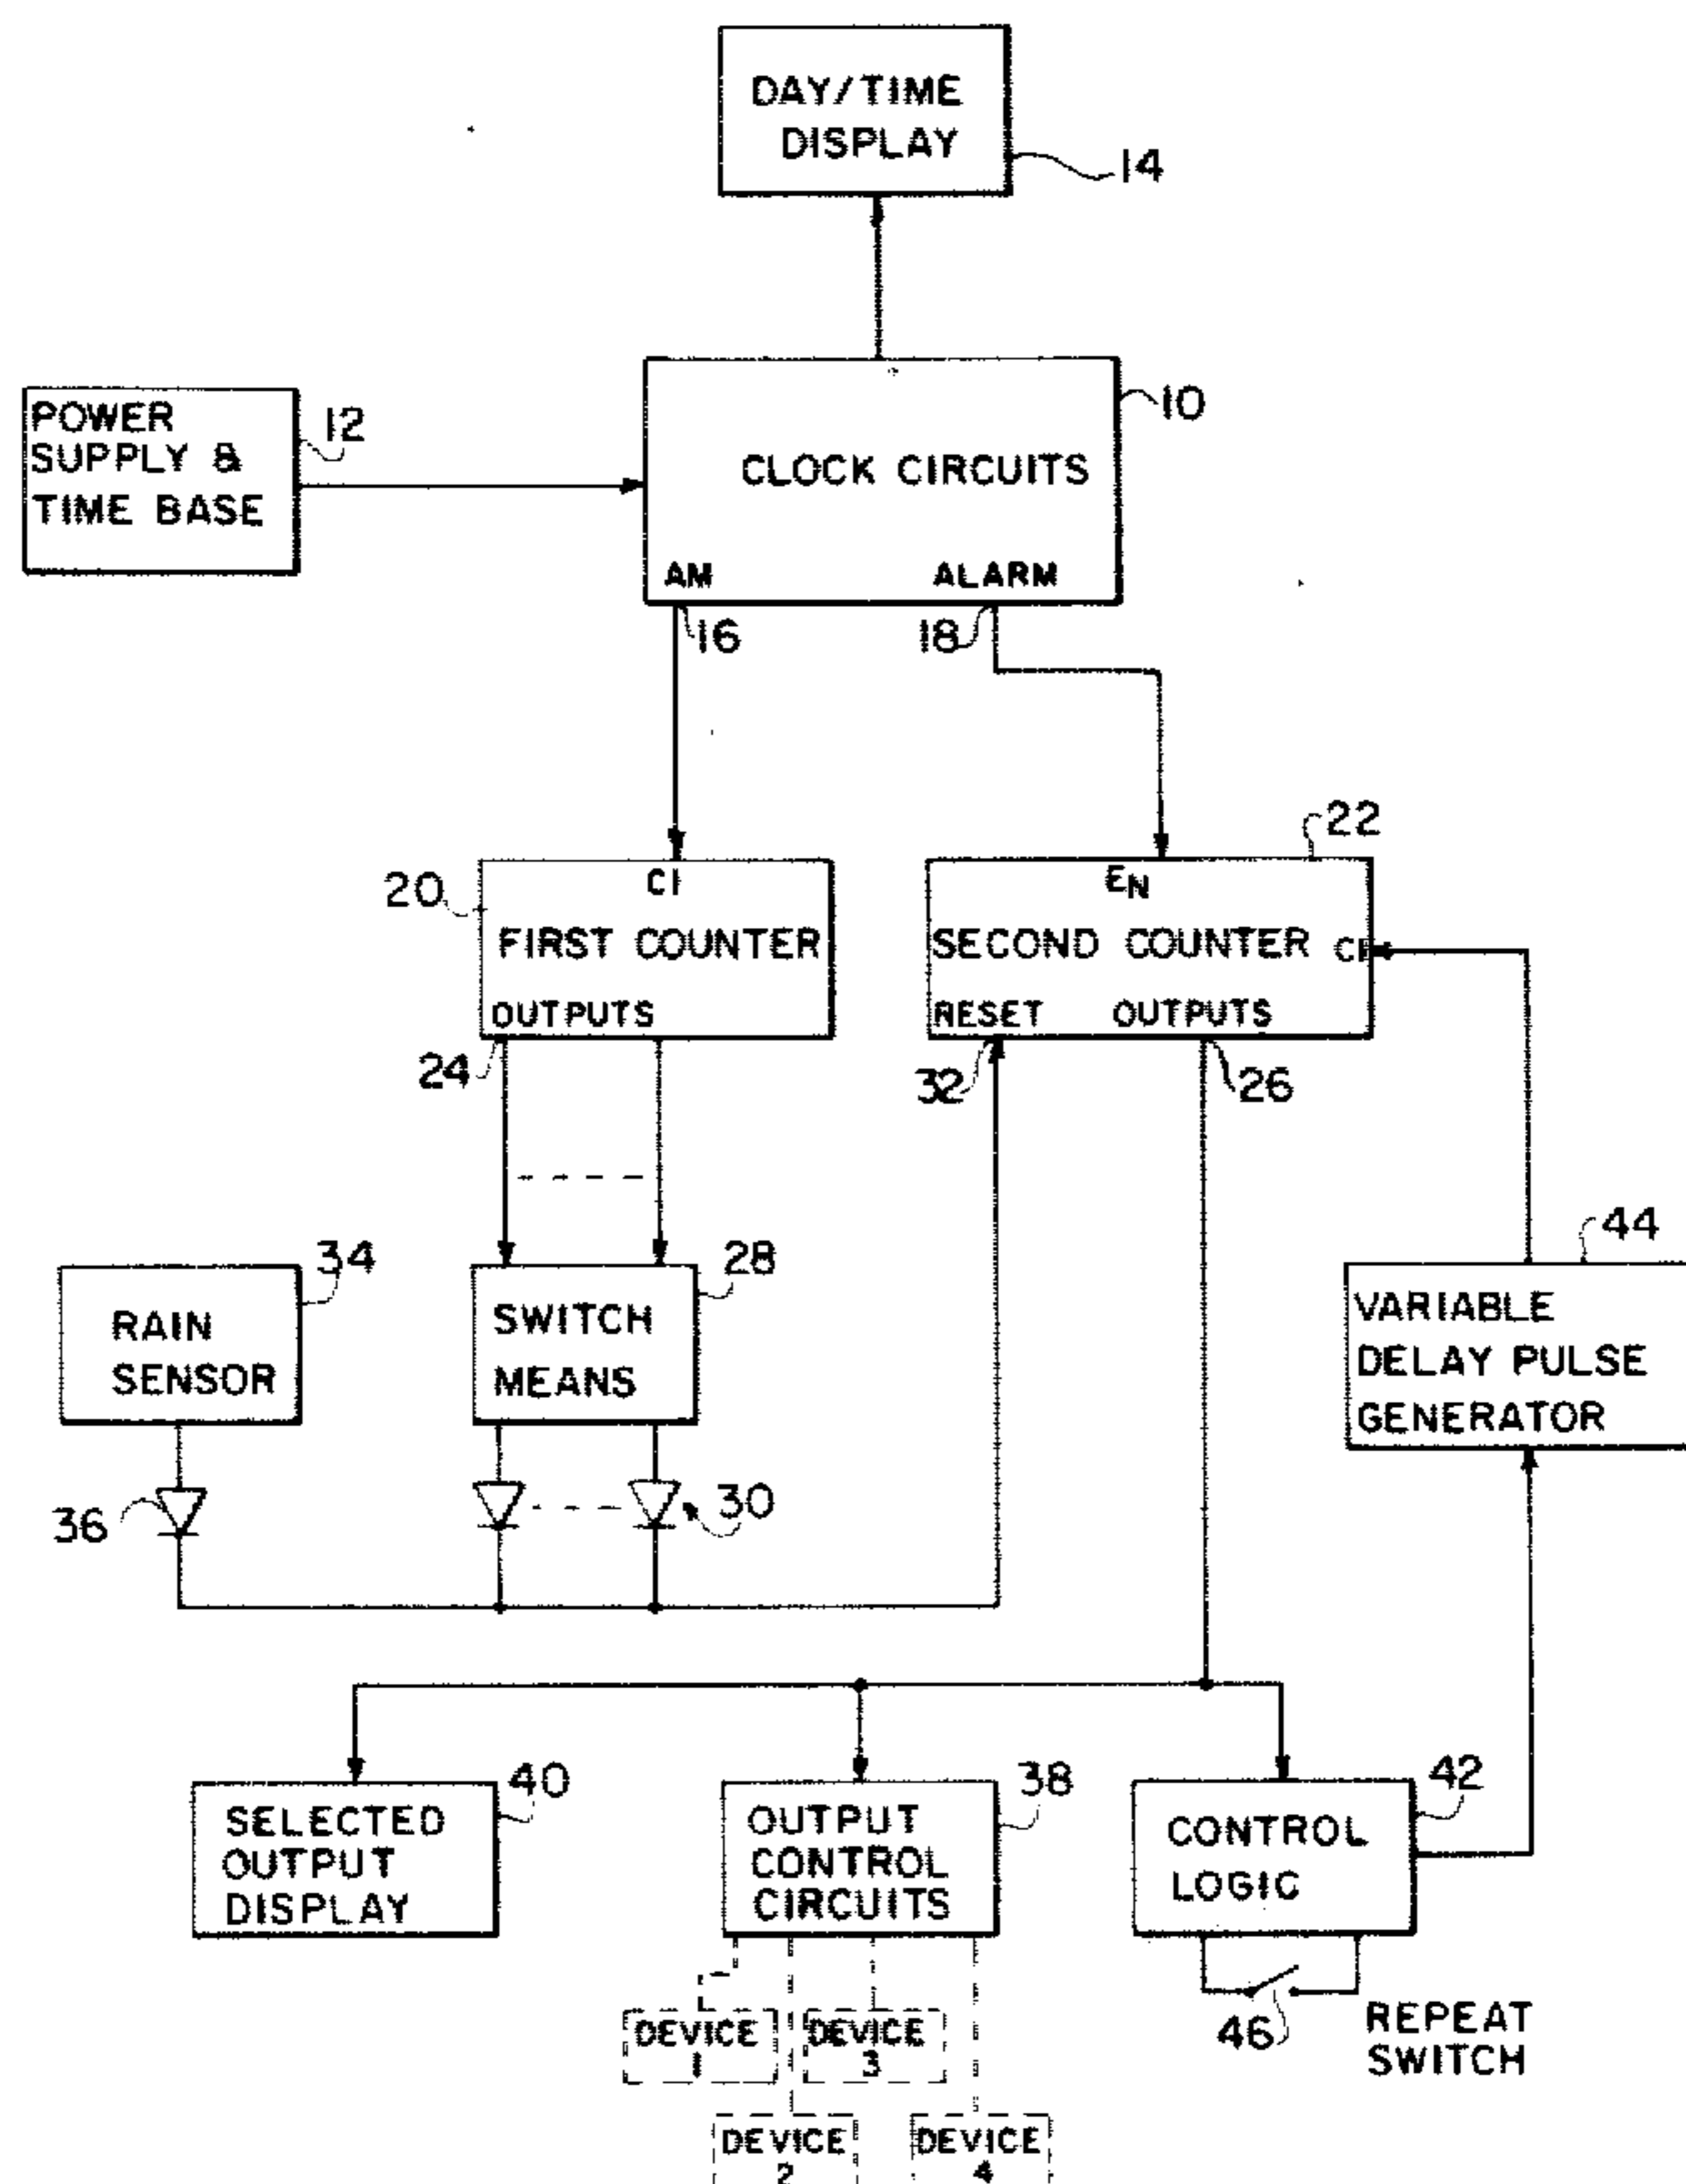 DAY/TIME
DISPLAY
14
POWER
SUPPLY &
TIME BASE
12
10
CLOCK CIRCUITS
AM
ALARM
16
18
20
CI
FIRST COUNTER
OUTPUTS
24
22
EN
SECOND COUNTER
CI
RESET
OUTPUTS
32
26
34
RAIN
SENSOR
28
SWITCH
MEANS
44
VARIABLE
DELAY PULSE
GENERATOR
36
30
40
SELECTED
OUTPUT
DISPLAY
38
OUTPUT
CONTROL
CIRCUITS
42
CONTROL
LOGIC
46
REPEAT
SWITCH
DEVICE
1
DEVICE
3
DEVICE
2
DEVICE
4